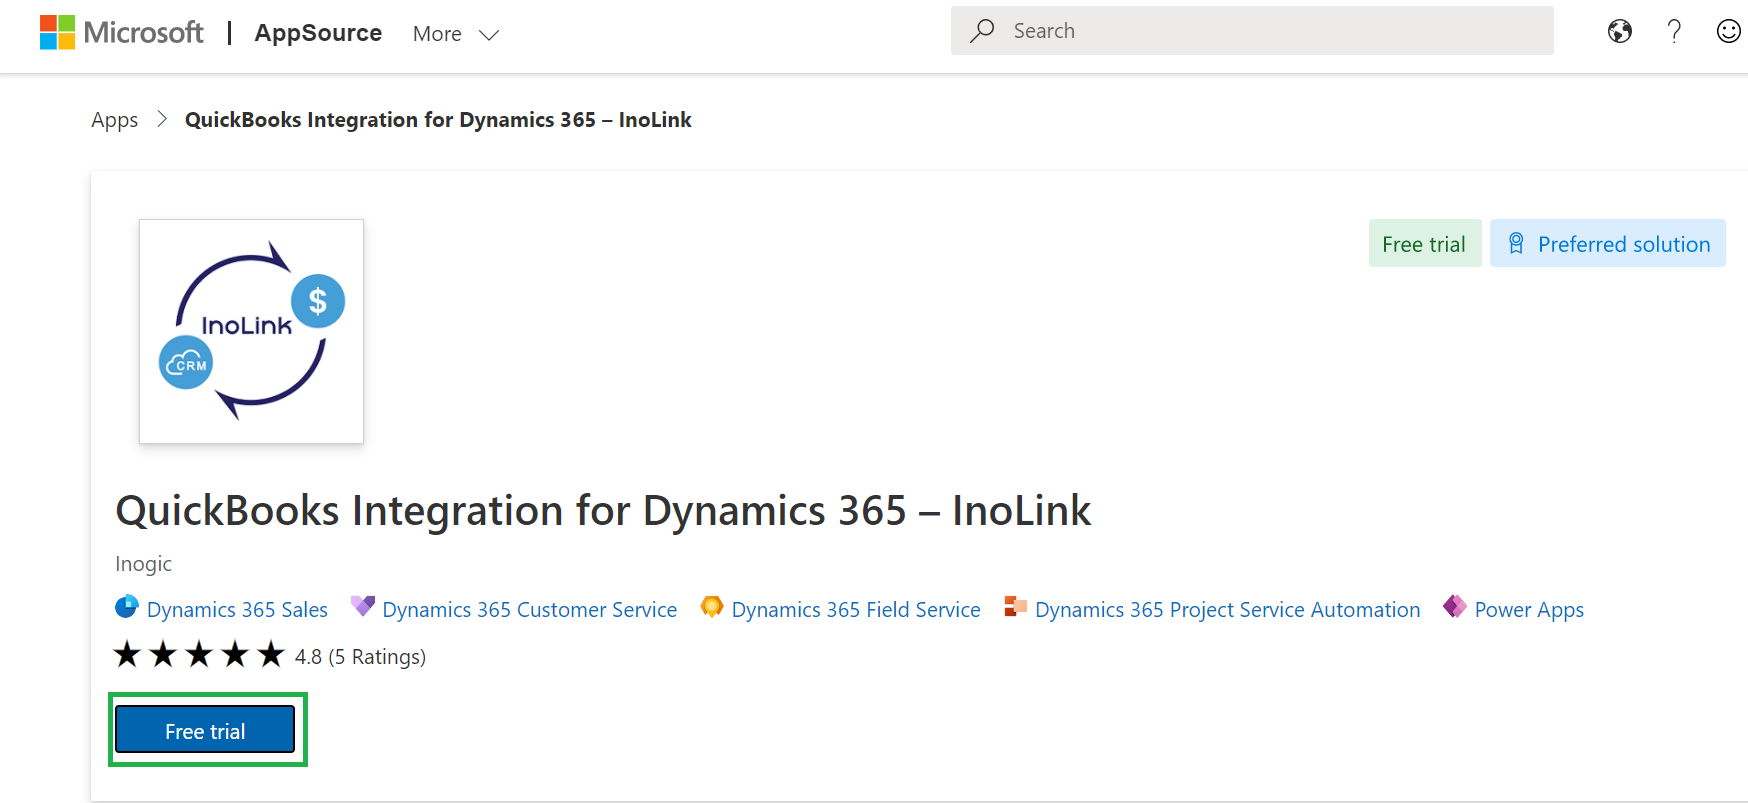 Microsoft | AppSource More Search ?
Apps > QuickBooks Integration for Dynamics 365 – InoLink
Free trial Preferred solution
$
InoLink
CRM
QuickBooks Integration for Dynamics 365 – InoLink
Inogic
Dynamics 365 Sales Dynamics 365 Customer Service Dynamics 365 Field Service Dynamics 365 Project Service Automation Power Apps
★★★★★ 4.8 (5 Ratings)
Free trial